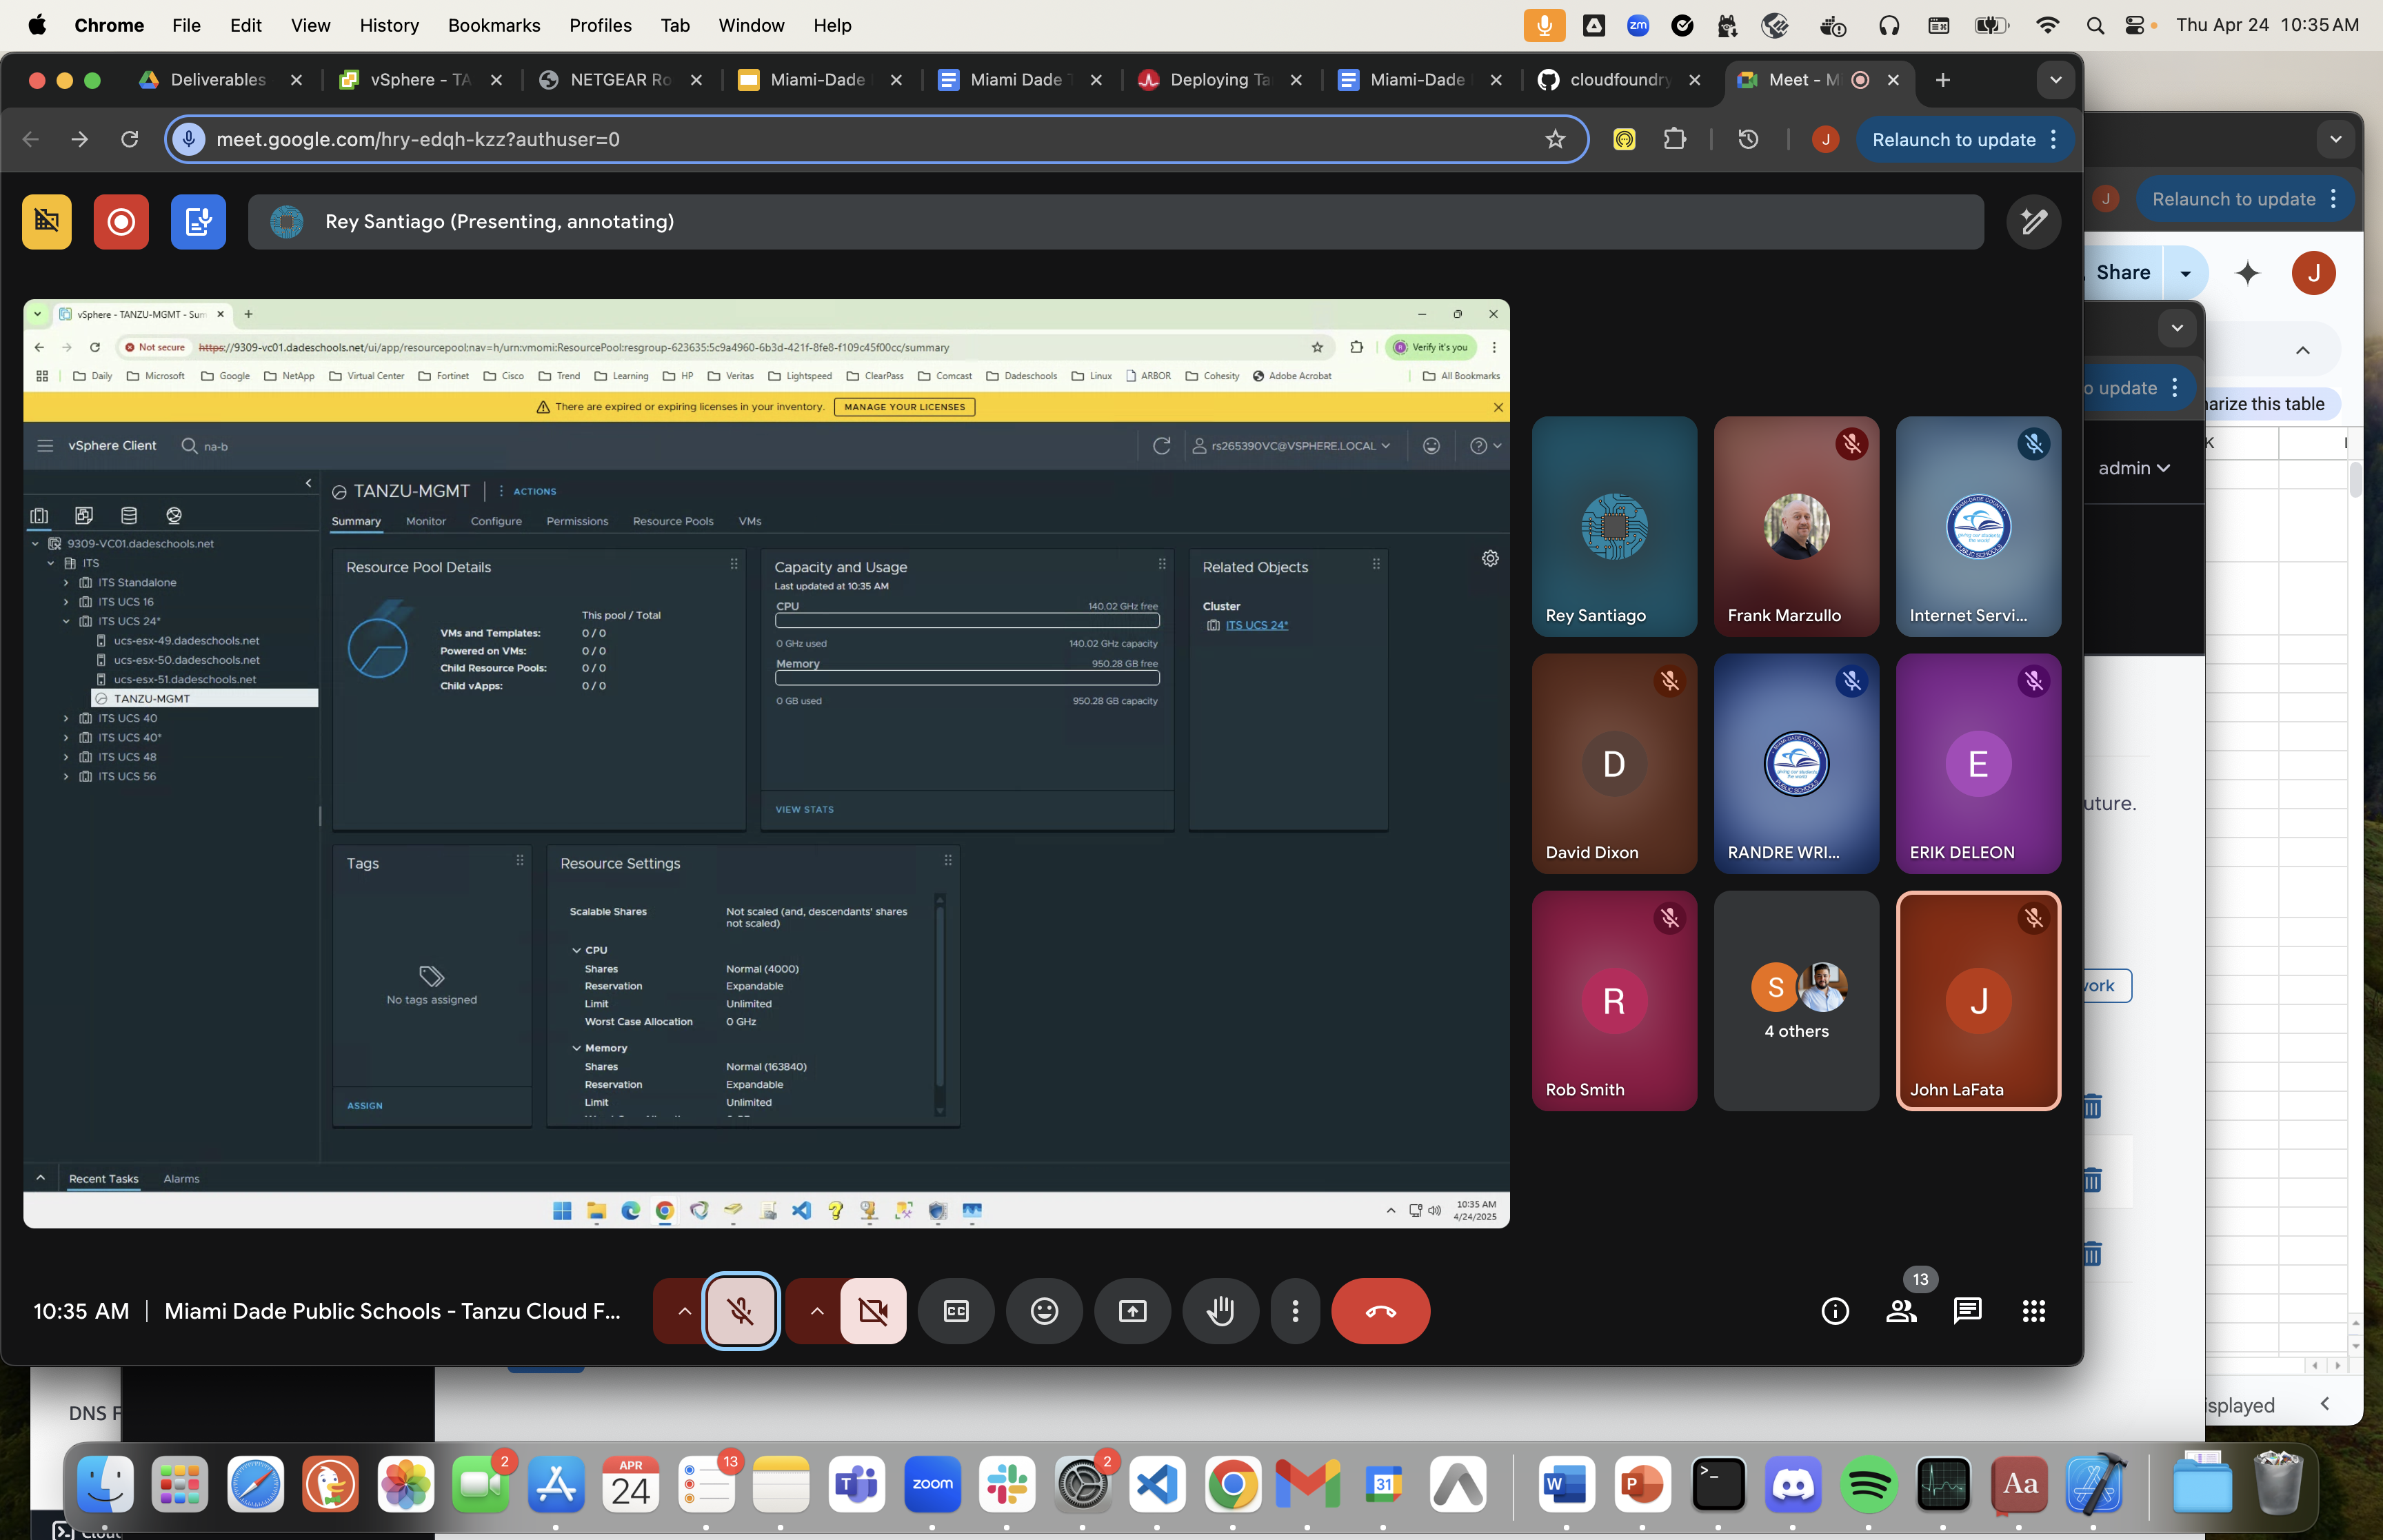 Chrome File Edit View History Bookmarks Profiles Tab Window Help
zm
Thu Apr 24 10:35 AM
Deliverables
vSphere - TA
NETGEAR Ro
Miami-Dade
Miami Dade T
Deploying Ta
Miami-Dade
cloudfoundry
Meet - M
meet.google.com/hry-edqh-kzz?authuser=0
J
Relaunch to update
J
Relaunch to update
Rey Santiago (Presenting, annotating)
Share
J
o update
arize this table
K
admin
uture.
work
isplayed
vSphere - TANZU-MGMT - Sum
Not secure
https://9309-vc01.dadeschools.net/ui/app/resourcepool;nav=h/urn:vmomi:ResourcePool:resgroup-623635:5c9a4960-6b3d-421f-8fe8-f109c45f00cc/summary
Verify it's you
Daily Microsoft Google NetApp Virtual Center Fortinet Cisco Trend Learning HP Veritas Lightspeed ClearPass Comcast Dadeschools Linux ARBOR Cohesity Adobe Acrobat All Bookmarks
There are expired or expiring licenses in your inventory. MANAGE YOUR LICENSES
vSphere Client
na-b
rs265390VC@VSPHERE.LOCAL
TANZU-MGMT
ACTIONS
Summary Monitor Configure Permissions Resource Pools VMs
9309-VC01.dadeschools.net
ITS
ITS Standalone
ITS UCS 16
ITS UCS 24*
ucs-esx-49.dadeschools.net
ucs-esx-50.dadeschools.net
ucs-esx-51.dadeschools.net
TANZU-MGMT
ITS UCS 40
ITS UCS 40*
ITS UCS 48
ITS UCS 56
Resource Pool Details
This pool / Total
VMs and Templates: 0 / 0
Powered on VMs: 0 / 0
Child Resource Pools: 0 / 0
Child vApps: 0 / 0
Capacity and Usage
Last updated at 10:35 AM
CPU 140.02 GHz free
0 GHz used 140.02 GHz capacity
Memory 950.28 GB free
0 GB used 950.28 GB capacity
VIEW STATS
Related Objects
Cluster
ITS UCS 24*
Tags
No tags assigned
ASSIGN
Resource Settings
Scalable Shares Not scaled (and, descendants' shares
not scaled)
CPU
Shares Normal (4000)
Reservation Expandable
Limit Unlimited
Worst Case Allocation 0 GHz
Memory
Shares Normal (163840)
Reservation Expandable
Limit Unlimited
Recent Tasks Alarms
10:35 AM
4/24/2025
Rey Santiago
Frank Marzullo
Internet Servi...
D
David Dixon
RANDRE WRI...
E
ERIK DELEON
R
Rob Smith
S
4 others
J
John LaFata
10:35 AM
Miami Dade Public Schools - Tanzu Cloud F...
13
DNS F
2
APR
24
13
T
zoom
2
31
W
P
Aa